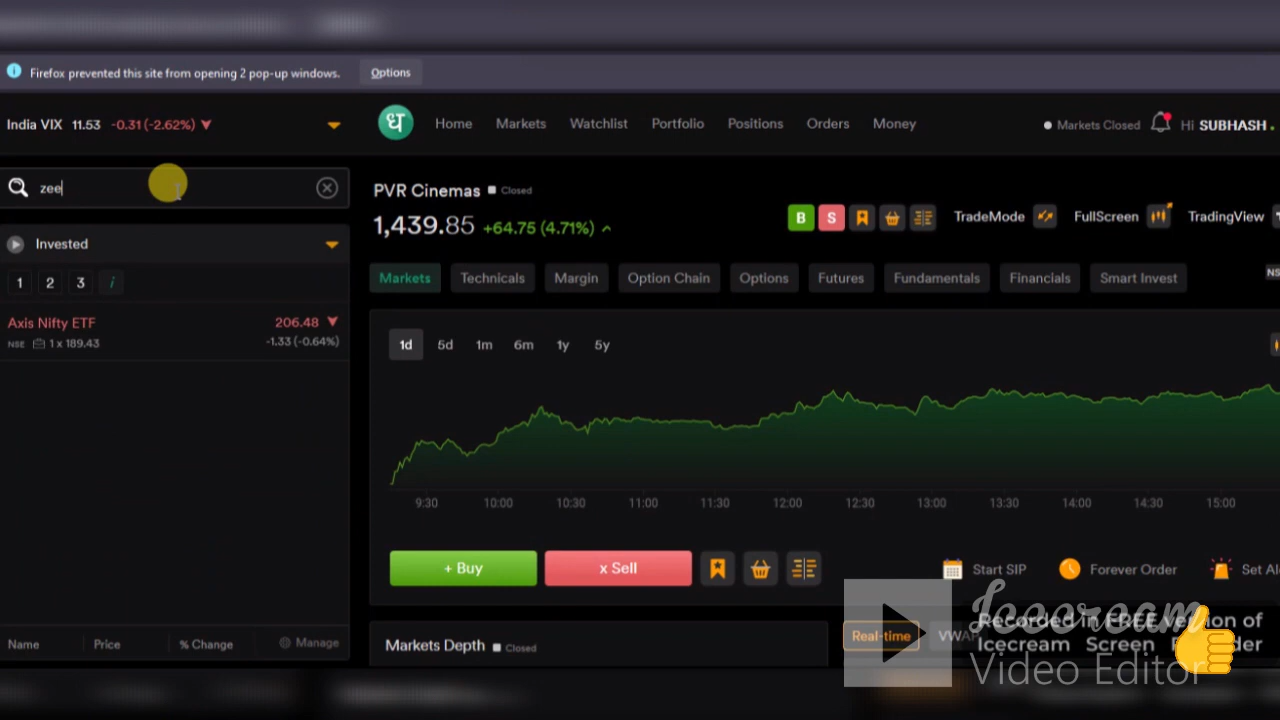 Firefox prevented this site from opening 2 pop-up windows. Options
India VIX 11.53 -0.31 (-2.62%)
ध Home Markets Watchlist Portfolio Positions Orders Money
Markets Closed Hi SUBHASH .
zee
PVR Cinemas Closed
1,439.85 +64.75 (4.71%)
B S TradeMode FullScreen TradingView
Invested
1 2 3 i
Markets Technicals Margin Option Chain Options Futures Fundamentals Financials Smart Invest NS
Axis Nifty ETF 206.48
NSE 1 x 189.43 -1.33 (-0.64%)
1d 5d 1m 6m 1y 5y
9:30 10:00 10:30 11:00 11:30 12:00 12:30 13:00 13:30 14:00 14:30 15:00
+ Buy x Sell Start SIP Forever Order Set Al
Name Price % Change Manage
Markets Depth Closed
Real-time VWAP
Recorded in FREE version of
Icecream Screen
Icecream
Video Editor